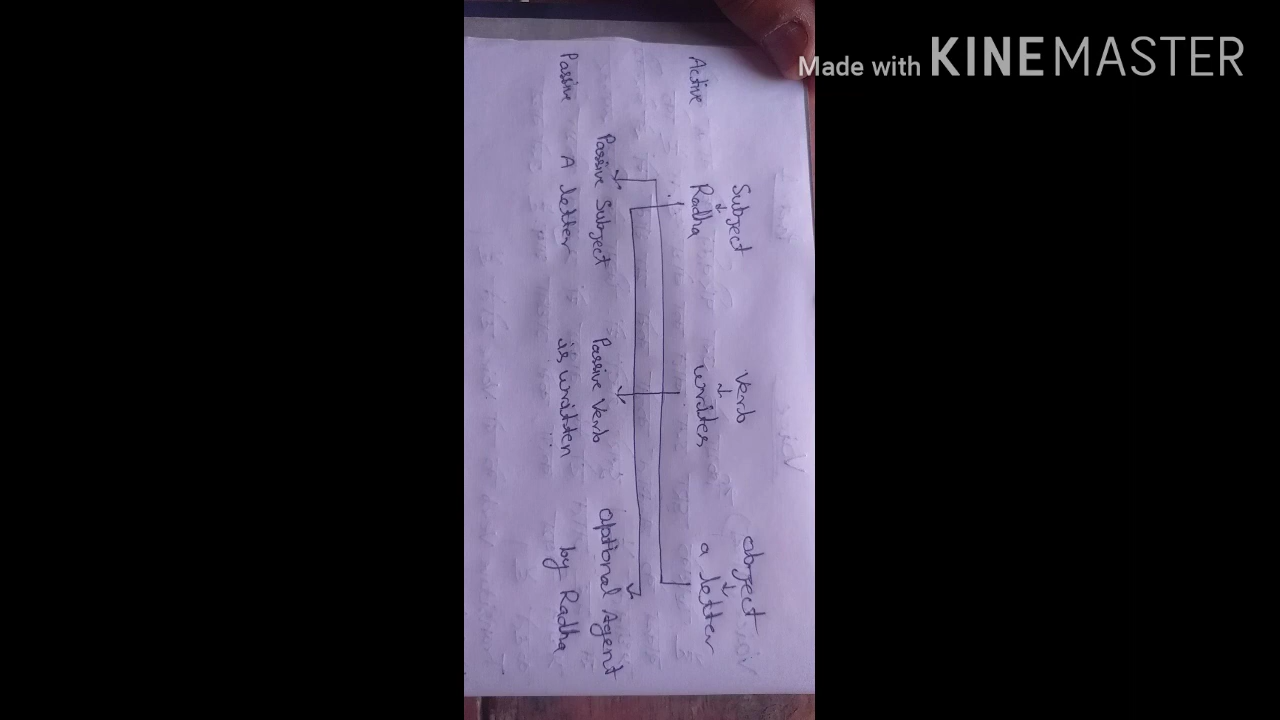 Made with KINEMASTER
Subject Verb Object
Active Radha writes a letter
Passive Subject Passive Verb Optional Agent
Passive A letter is written by Radha